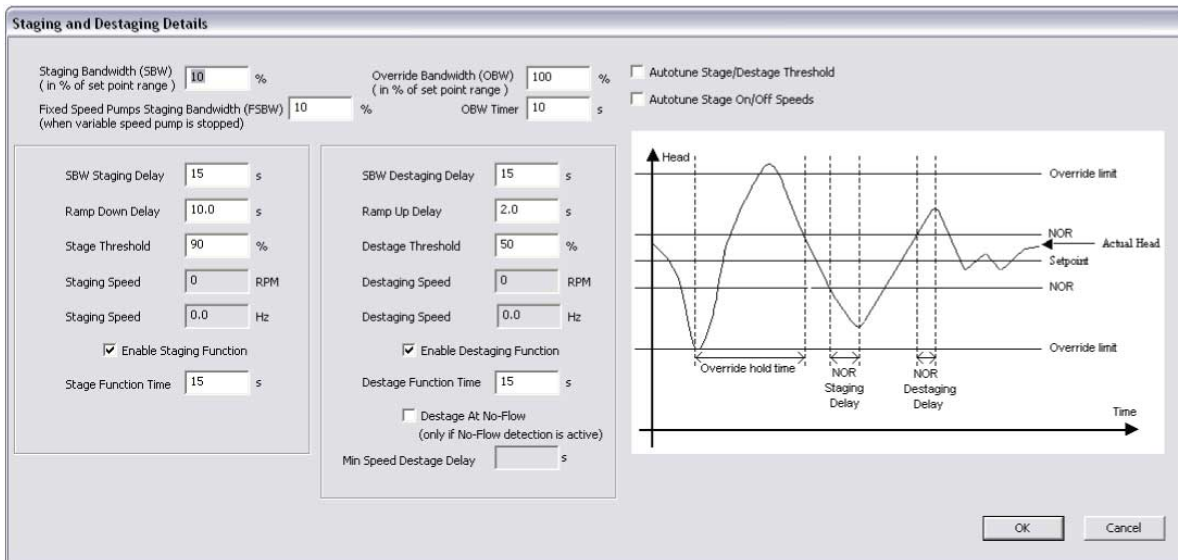 Staging and Destaging Details
Staging Bandwidth (SBW)
( in % of set point range )
10
%
Override Bandwidth (OBW)
( in % of set point range )
100
%
Autotune Stage/Destage Threshold
Fixed Speed Pumps Staging Bandwidth (FSBW)
(when variable speed pump is stopped)
10
%
OBW Timer
10
s
Autotune Stage On/Off Speeds
SBW Staging Delay 15 s
Ramp Down Delay 10.0 s
Stage Threshold 90 %
Staging Speed 0 RPM
Staging Speed 0.0 Hz
Enable Staging Function
Stage Function Time 15 s
SBW Destaging Delay 15 s
Ramp Up Delay 2.0 s
Destage Threshold 50 %
Destaging Speed 0 RPM
Destaging Speed 0.0 Hz
Enable Destaging Function
Destage Function Time 15 s
Destage At No-Flow
(only if No-Flow detection is active)
Min Speed Destage Delay s
Head
Override limit
NOR
Actual Head
Setpoint
NOR
Override limit
Override hold time
NOR
Staging
Delay
NOR
Destaging
Delay
Time
OK
Cancel